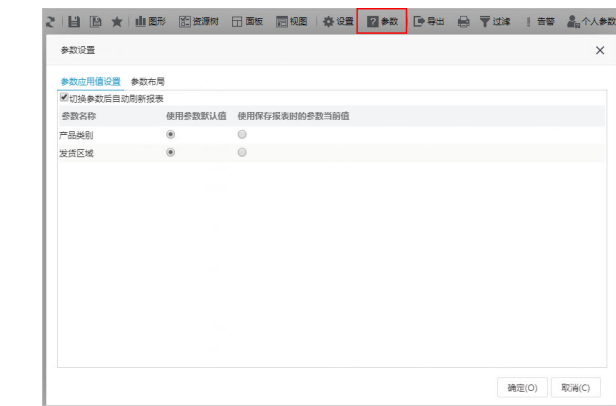 图形 资源树 面板 视图 设置 参数 导出 过滤 告警 个人参数
参数设置
参数应用值设置 参数布局
切换参数后自动刷新报表
参数名称 使用参数默认值 使用保存报表时的参数当前值
产品类别
发货区域
确定(O) 取消(C)